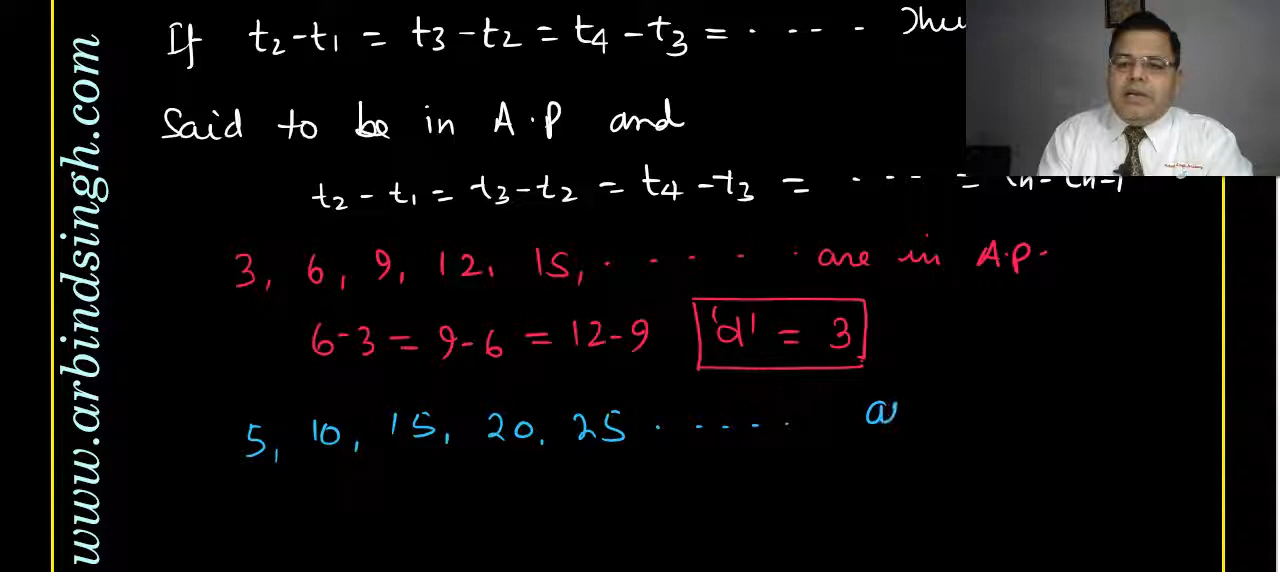 www.arbindsingh.com
If t₂-t₁ = t₃-t₂ = t₄-t₃ = · - - - -
Said to be in A.P and
t₂-t₁ = t₃-t₂ = t₄-t₃ = · - - - =
3, 6, 9, 12, 15, · - - - - · are in A.P.
6-3 = 9-6 = 12-9 'd' = 3
5, 10, 15, 20, 25 · - - - - ·